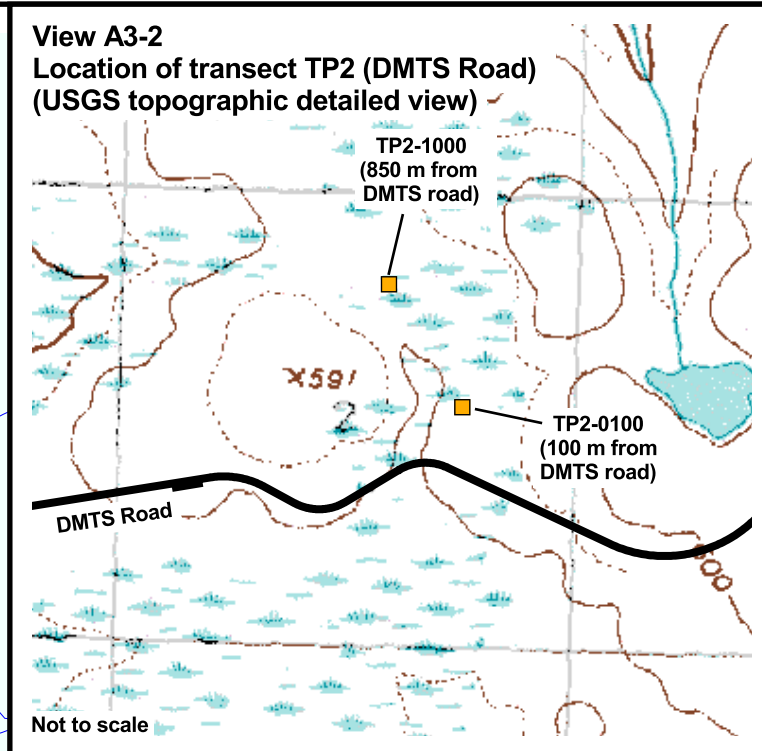 View A3-2
Location of transect TP2 (DMTS Road)
(USGS topographic detailed view)
TP2-1000
(850 m from
DMTS road)
X591
2
TP2-0100
(100 m from
DMTS road)
DMTS Road
600
Not to scale